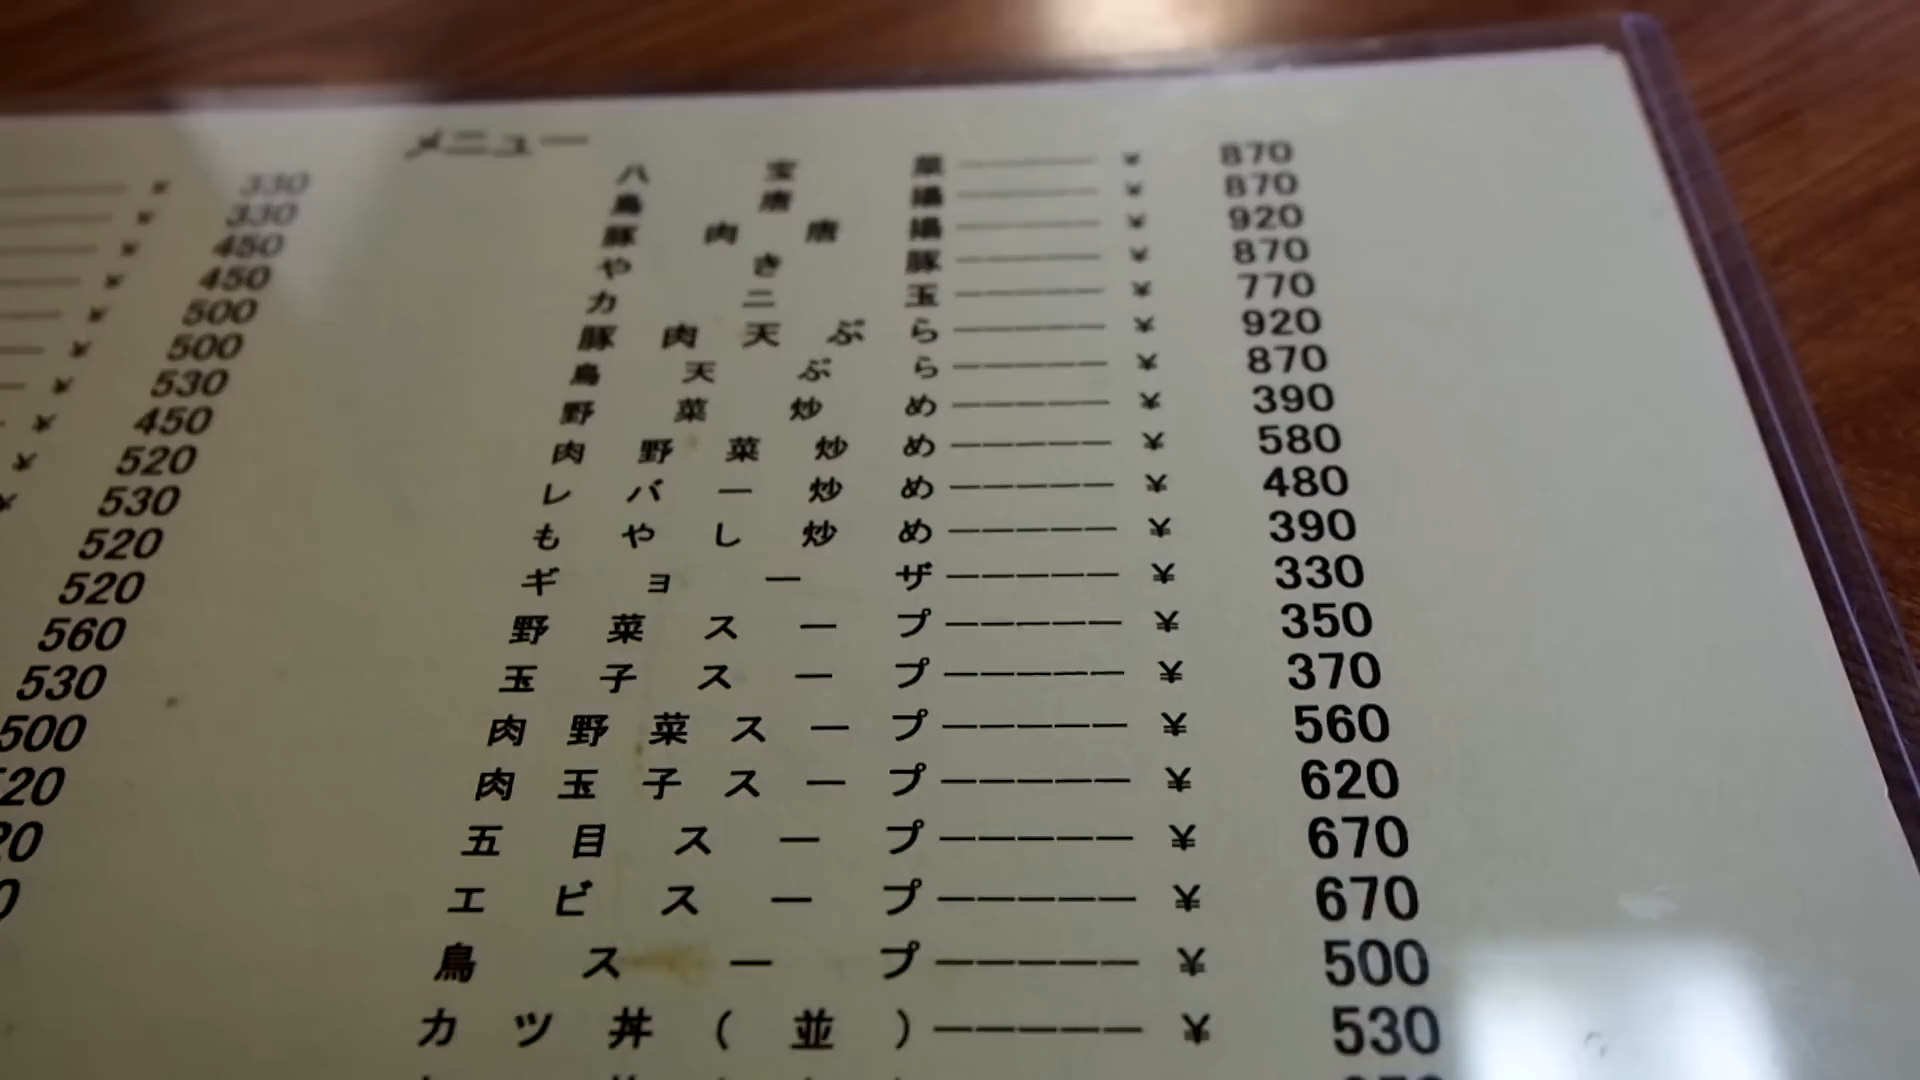 メニュー
¥ 330
¥ 330
¥ 450
¥ 450
¥ 500
¥ 500
¥ 530
¥ 450
¥ 520
¥ 530
520
520
560
530
500
20
20
0
八宝菜 ¥ 870
鳥唐揚 ¥ 870
豚肉唐揚 ¥ 920
やき豚 ¥ 870
カニ玉 ¥ 770
豚肉天ぷら ¥ 920
鳥天ぷら ¥ 870
野菜炒め ¥ 390
肉野菜炒め ¥ 580
レバー炒め ¥ 480
もやし炒め ¥ 390
ギョーザ ¥ 330
野菜スープ ¥ 350
玉子スープ ¥ 370
肉野菜スープ ¥ 560
肉玉子スープ ¥ 620
五目スープ ¥ 670
エビスープ ¥ 670
鳥スープ ¥ 500
カツ丼(並) ¥ 530